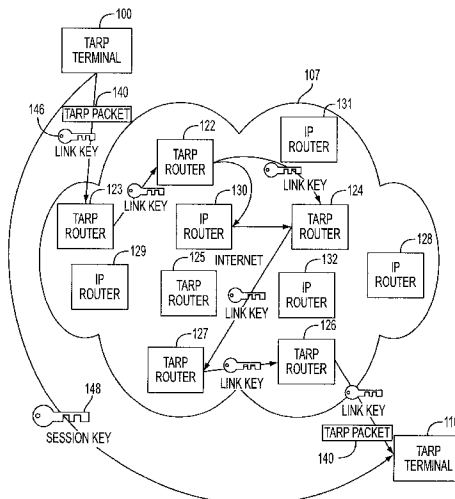 100
TARP
TERMINAL
140
TARP PACKET
146
LINK KEY
107
131
IP
ROUTER
122
TARP
ROUTER
LINK KEY
123
LINK KEY
124
TARP
ROUTER
130
IP
ROUTER
TARP
ROUTER
128
IP
ROUTER
129
IP
ROUTER
INTERNET
125
TARP
ROUTER
132
IP
ROUTER
LINK KEY
127
TARP
ROUTER
126
TARP
ROUTER
LINK KEY
LINK KEY
148
SESSION KEY
TARP PACKET
140
110
TARP
TERMINAL